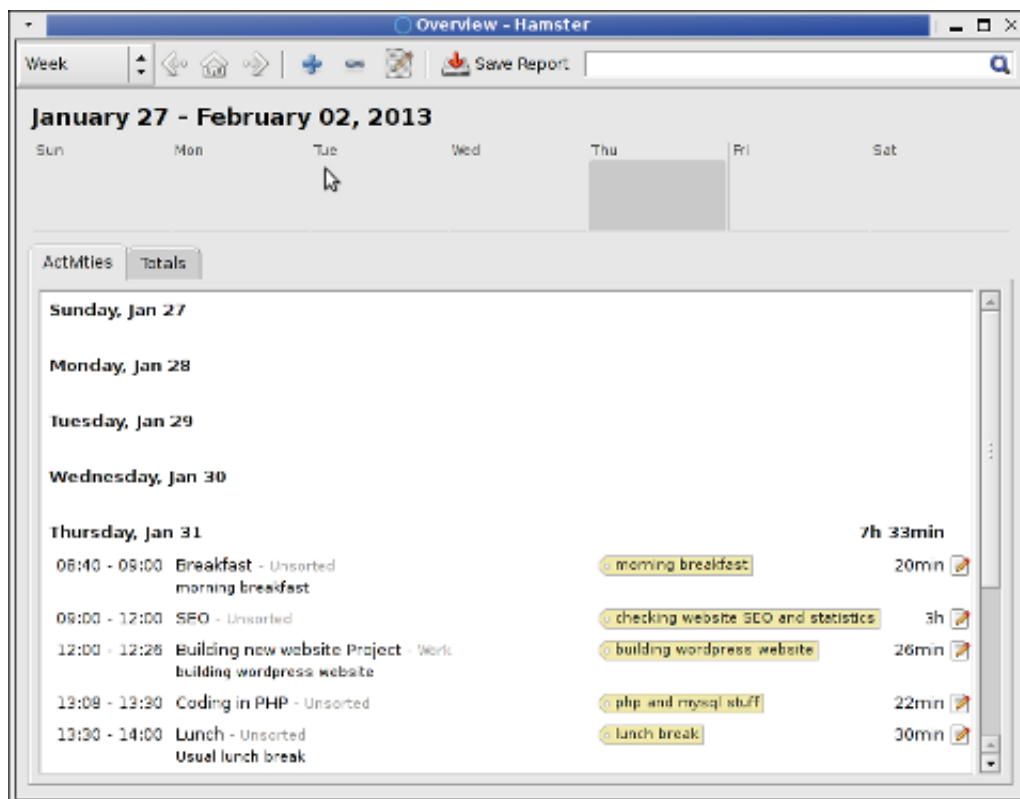 Overview - Hamster
Week Save Report
January 27 - February 02, 2013
Sun Mon Tue Wed Thu Fri Sat
Activities Totals
Sunday, Jan 27
Monday, Jan 28
Tuesday, Jan 29
Wednesday, Jan 30
Thursday, Jan 31 7h 33min
08:40 - 09:00 Breakfast - Unsorted morning breakfast 20min
morning breakfast
09:00 - 12:00 SEO - Unsorted checking website SEO and statistics 3h
12:00 - 12:26 Building new website Project - Work building wordpress website 26min
building wordpress website
13:08 - 13:30 Coding in PHP - Unsorted php and mysql stuff 22min
13:30 - 14:00 Lunch - Unsorted lunch break 30min
Usual lunch break